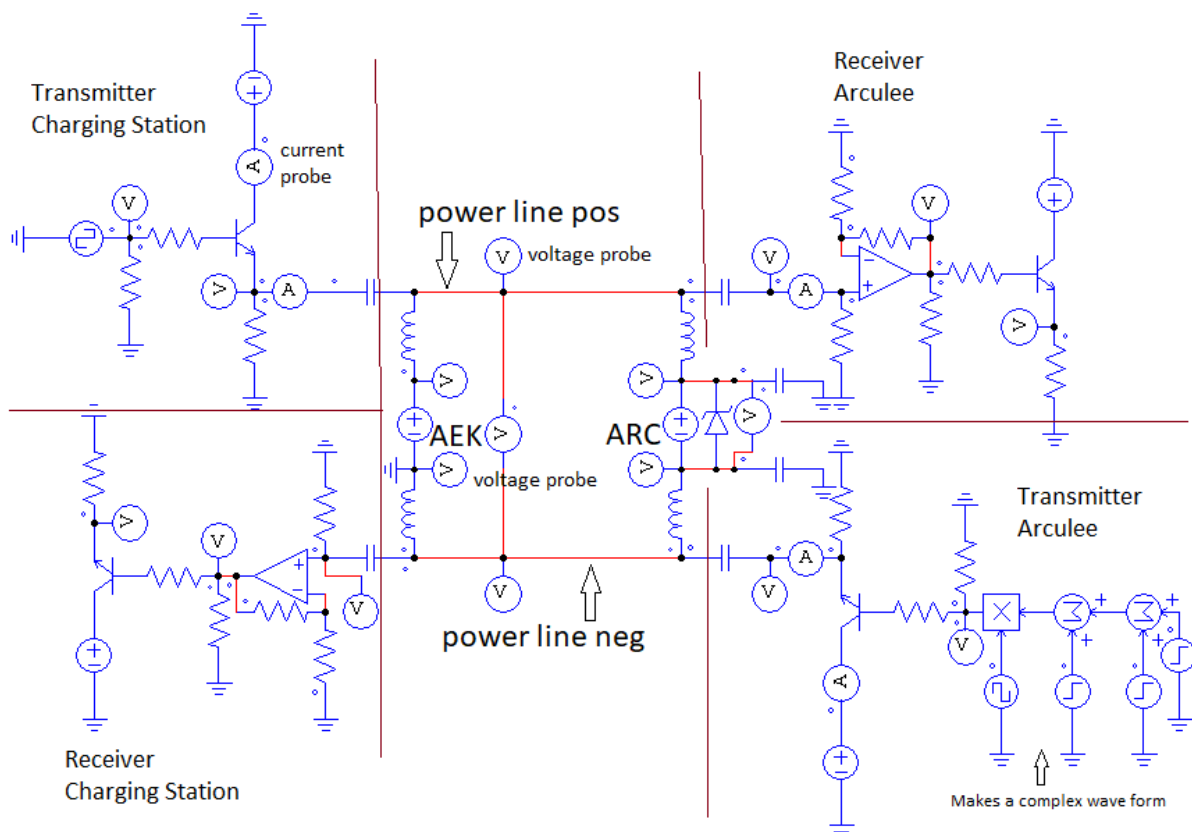 Transmitter
Charging Station
current
probe
A
V
V
A
power line pos
V
voltage probe
Receiver
Arculee
V
V
A
V
V
V
AEK
V
V
voltage probe
ARC
V
V
V
Receiver
Charging Station
V
V
V
V
power line neg
V
A
A
V
Transmitter
Arculee
Makes a complex wave form